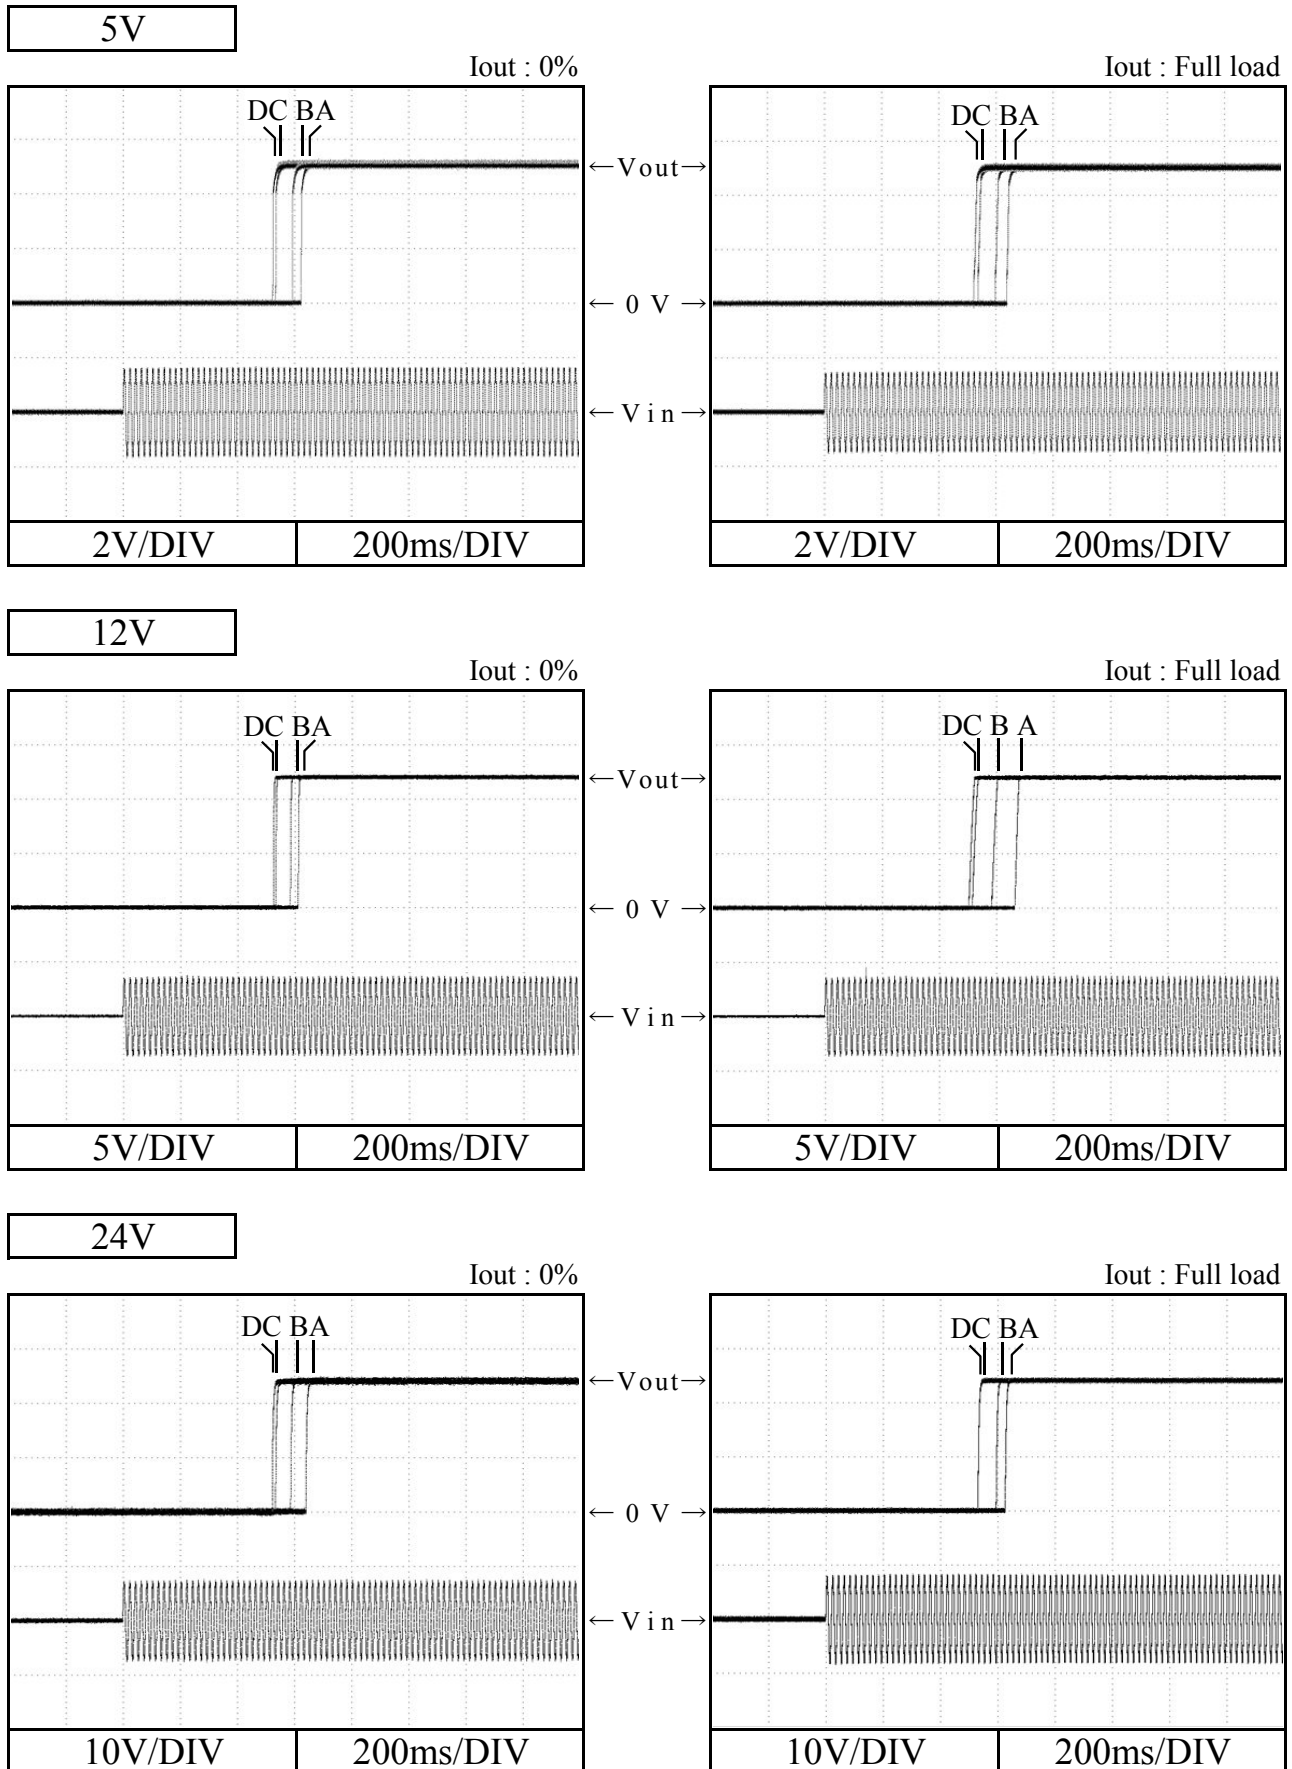 5V
Iout : 0%
Iout : Full load
DC BA
DC BA
←Vout→
← 0 V →
←Vin→
2V/DIV 200ms/DIV
2V/DIV 200ms/DIV
12V
Iout : 0%
Iout : Full load
DC BA
DC B A
←Vout→
← 0 V →
←Vin→
5V/DIV 200ms/DIV
5V/DIV 200ms/DIV
24V
Iout : 0%
Iout : Full load
DC BA
DC BA
←Vout→
← 0 V →
←Vin→
10V/DIV 200ms/DIV
10V/DIV 200ms/DIV